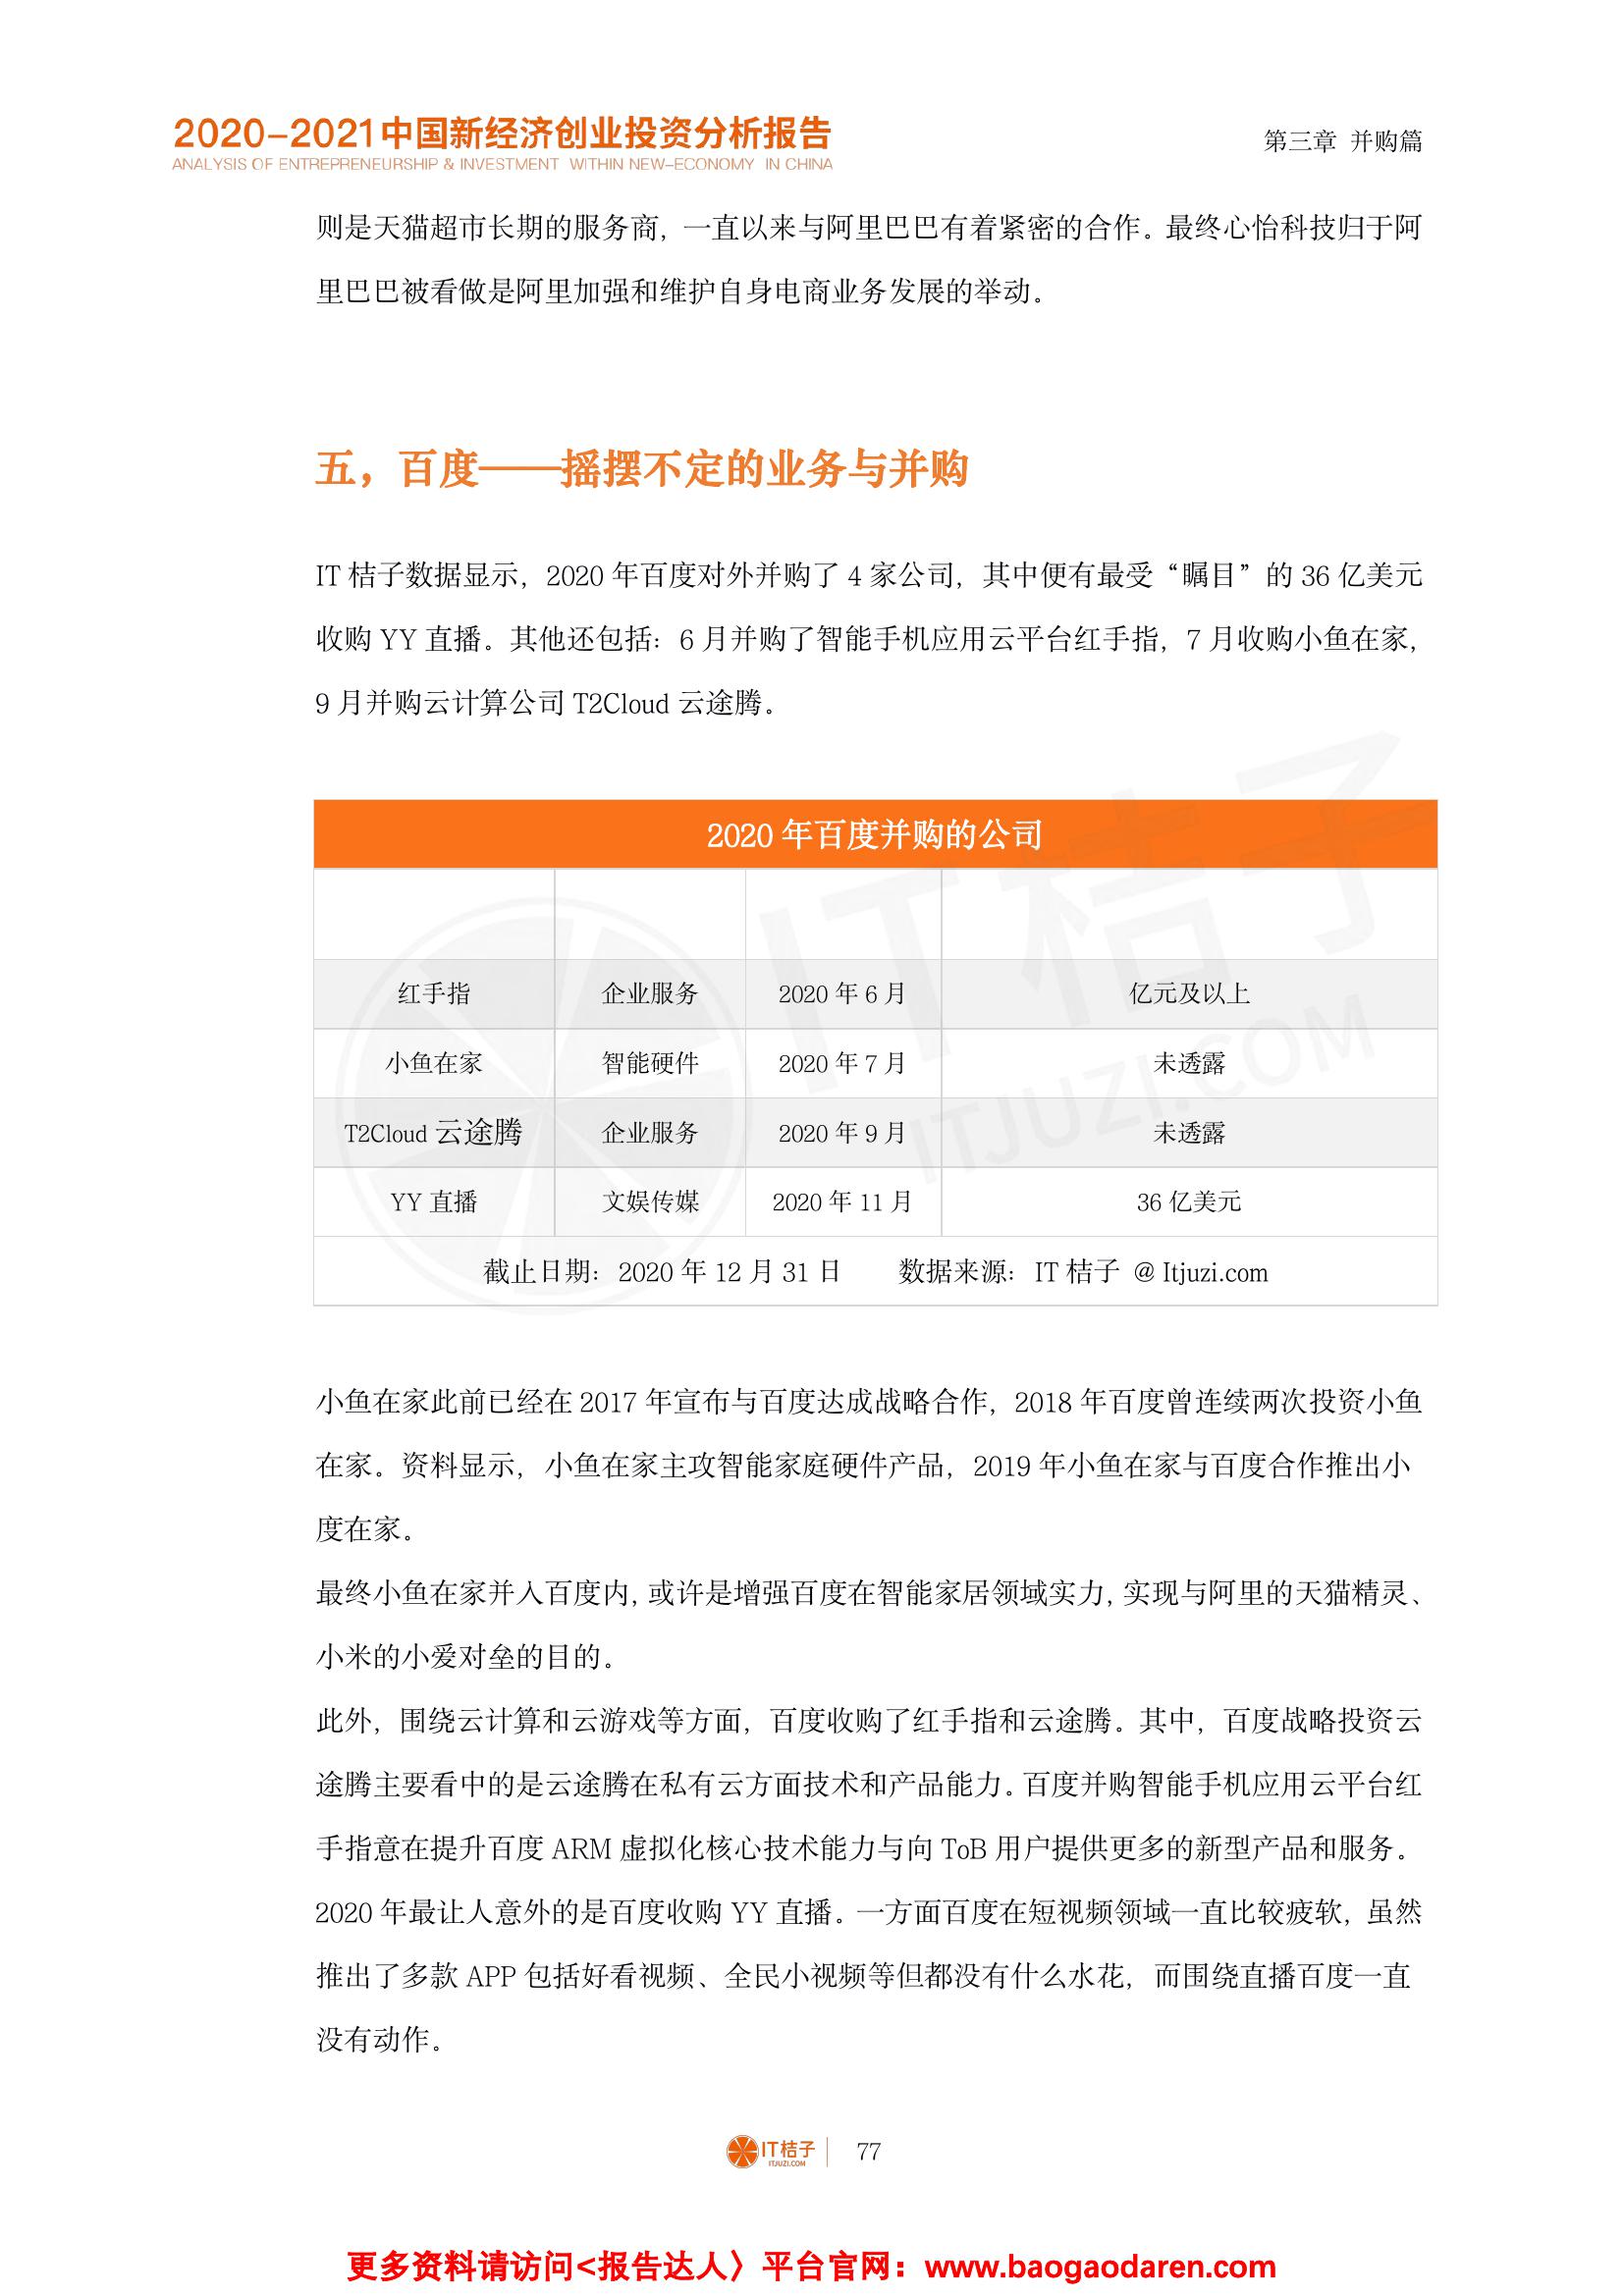 2020-2021中国新经济创业投资分析报告
ANALYSIS OF ENTREPRENEURSHIP & INVESTMENT WITHIN NEW-ECONOMY IN CHINA
第三章 并购篇
则是天猫超市长期的服务商，一直以来与阿里巴巴有着紧密的合作。最终心怡科技归于阿
里巴巴被看做是阿里加强和维护自身电商业务发展的举动。
五，百度——摇摆不定的业务与并购
IT 桔子数据显示，2020 年百度对外并购了 4 家公司，其中便有最受“瞩目”的 36 亿美元
收购 YY 直播。其他还包括：6 月并购了智能手机应用云平台红手指，7 月收购小鱼在家，
9 月并购云计算公司 T2Cloud 云途腾。
2020 年百度并购的公司
红手指 企业服务 2020 年 6 月 亿元及以上
小鱼在家 智能硬件 2020 年 7 月 未透露
T2Cloud 云途腾 企业服务 2020 年 9 月 未透露
YY 直播 文娱传媒 2020 年 11 月 36 亿美元
截止日期：2020 年 12 月 31 日 数据来源：IT 桔子 @ Itjuzi.com
IT桔子
ITJUZI.COM
小鱼在家此前已经在 2017 年宣布与百度达成战略合作，2018 年百度曾连续两次投资小鱼
在家。资料显示，小鱼在家主攻智能家庭硬件产品，2019 年小鱼在家与百度合作推出小
度在家。
最终小鱼在家并入百度内，或许是增强百度在智能家居领域实力，实现与阿里的天猫精灵、
小米的小爱对垒的目的。
此外，围绕云计算和云游戏等方面，百度收购了红手指和云途腾。其中，百度战略投资云
途腾主要看中的是云途腾在私有云方面技术和产品能力。百度并购智能手机应用云平台红
手指意在提升百度 ARM 虚拟化核心技术能力与向 ToB 用户提供更多的新型产品和服务。
2020 年最让人意外的是百度收购 YY 直播。一方面百度在短视频领域一直比较疲软，虽然
推出了多款 APP 包括好看视频、全民小视频等但都没有什么水花，而围绕直播百度一直
没有动作。
IT桔子
ITJUZI.COM
77
更多资料请访问<报告达人〉平台官网：www.baogaodaren.com